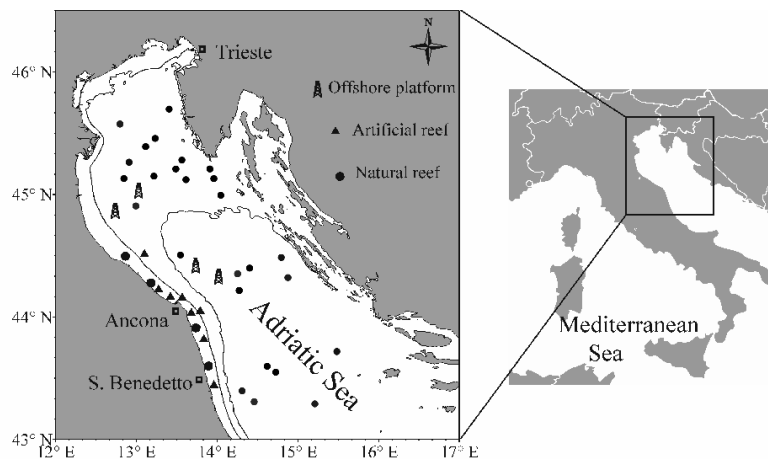 N
Trieste
46° N
Offshore platform
Artificial reef
Natural reef
45° N
44° N
Ancona
Adriatic Sea
S. Benedetto
43° N
12° E
13° E
14° E
15° E
16° E
17° E
Mediterranean
Sea